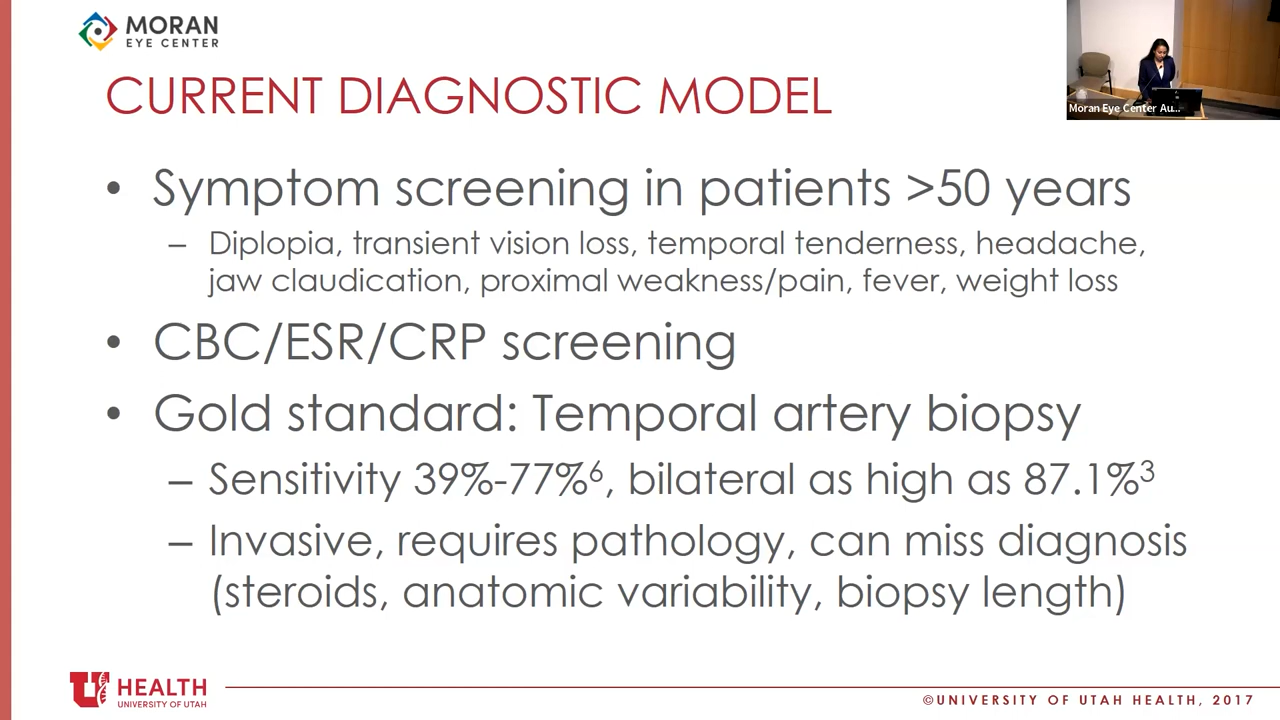 MORAN
EYE CENTER
Moran Eye Center Au...
CURRENT DIAGNOSTIC MODEL
• Symptom screening in patients >50 years
– Diplopia, transient vision loss, temporal tenderness, headache,
jaw claudication, proximal weakness/pain, fever, weight loss
• CBC/ESR/CRP screening
• Gold standard: Temporal artery biopsy
– Sensitivity 39%-77%⁶, bilateral as high as 87.1%³
– Invasive, requires pathology, can miss diagnosis
(steroids, anatomic variability, biopsy length)
U HEALTH
UNIVERSITY OF UTAH
©UNIVERSITY OF UTAH HEALTH, 2017